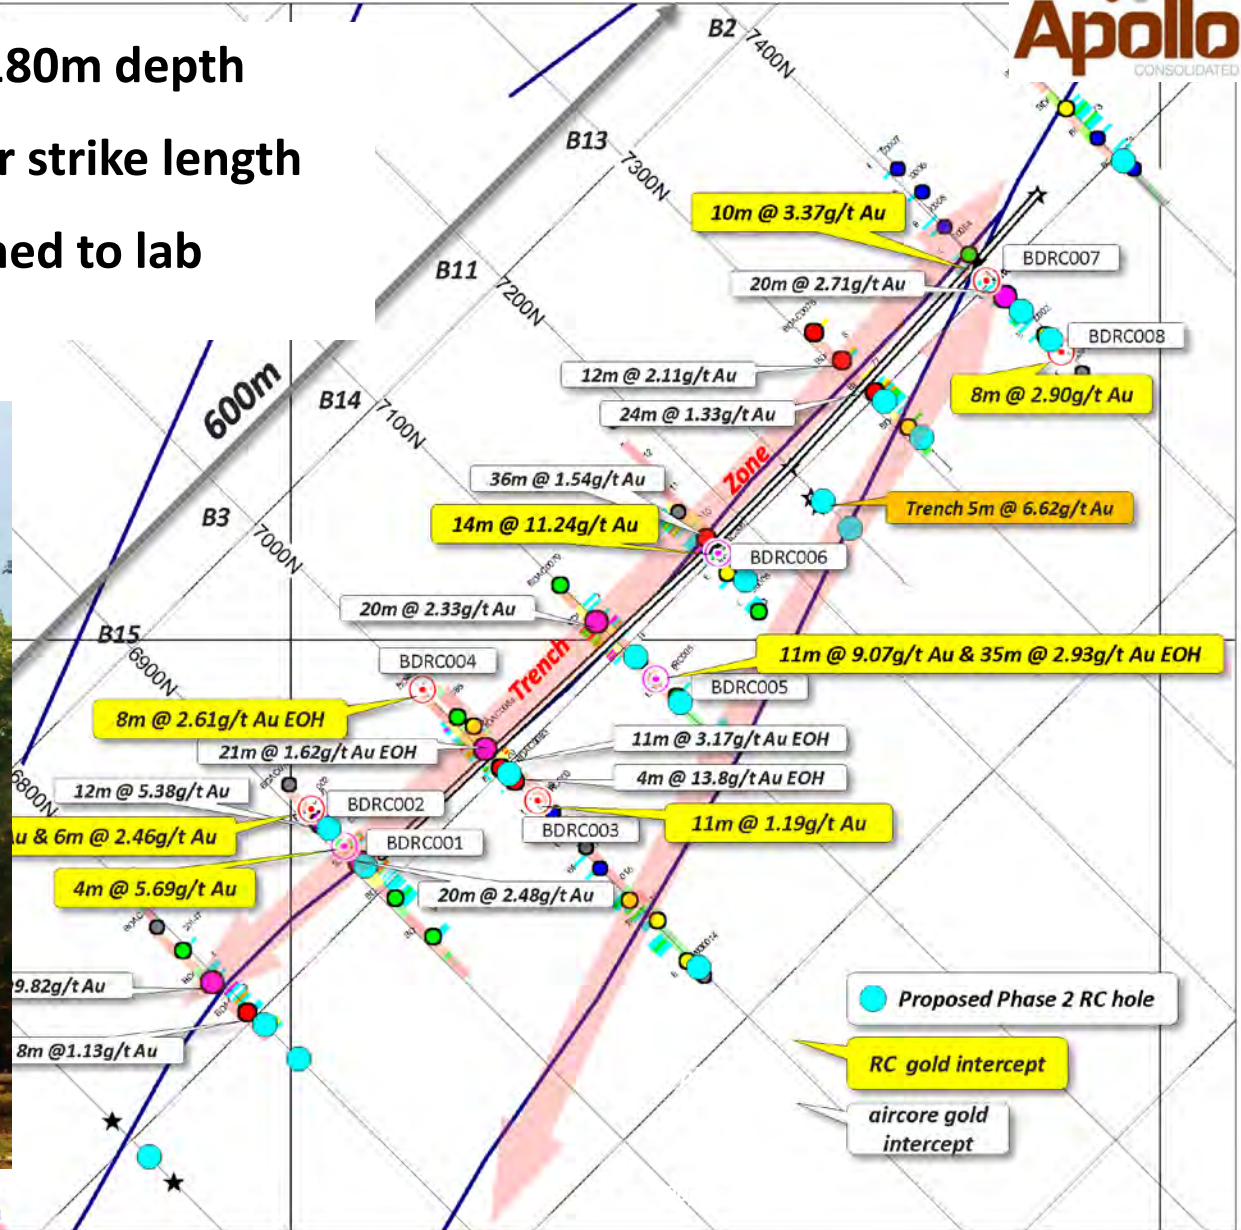 Apollo
CONSOLIDATED
180m depth
r strike length
ned to lab
B2
7400N
B13
7300N
10m @ 3.37g/t Au
BDRC007
B11
20m @ 2.71g/t Au
7200N
BDRC008
12m @ 2.11g/t Au
8m @ 2.90g/t Au
600m
B14
24m @ 1.33g/t Au
7100N
Zone
36m @ 1.54g/t Au
Trench 5m @ 6.62g/t Au
B3
14m @ 11.24g/t Au
7000N
BDRC006
20m @ 2.33g/t Au
B15
11m @ 9.07g/t Au & 35m @ 2.93g/t Au EOH
BDRC004
Trench
6900N
BDRC005
8m @ 2.61g/t Au EOH
21m @ 1.62g/t Au EOH
11m @ 3.17g/t Au EOH
4m @ 13.8g/t Au EOH
6800N
12m @ 5.38g/t Au
BDRC002
u & 6m @ 2.46g/t Au
BDRC003
11m @ 1.19g/t Au
BDRC001
4m @ 5.69g/t Au
20m @ 2.48g/t Au
9.82g/t Au
Proposed Phase 2 RC hole
8m @1.13g/t Au
RC gold intercept
aircore gold
intercept